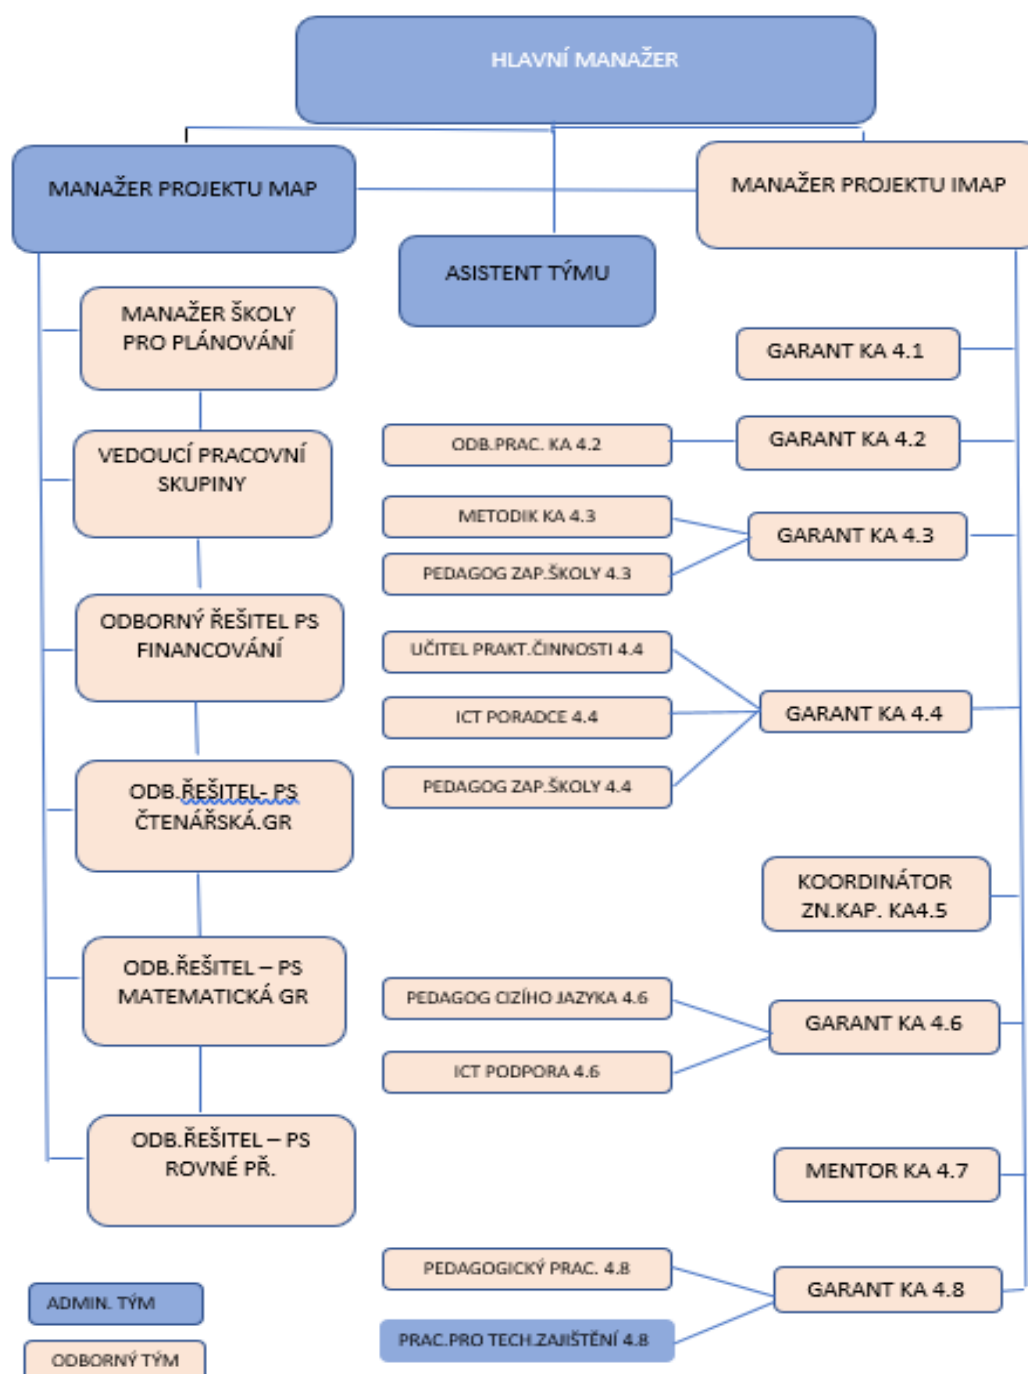 HLAVNÍ MANAŽER
MANAŽER PROJEKTU MAP
MANAŽER PROJEKTU IMAP
ASISTENT TÝMU
MANAŽER ŠKOLY
PRO PLÁNOVÁNÍ
VEDOUCÍ PRACOVNÍ
SKUPINY
ODBORNÝ ŘEŠITEL PS
FINANCOVÁNÍ
ODB.ŘEŠITEL- PS
ČTENÁŘSKÁ.GR
ODB.ŘEŠITEL – PS
MATEMATICKÁ GR
ODB.ŘEŠITEL – PS
ROVNÉ PŘ.
GARANT KA 4.1
ODB.PRAC. KA 4.2
GARANT KA 4.2
METODIK KA 4.3
PEDAGOG ZAP.ŠKOLY 4.3
GARANT KA 4.3
UČITEL PRAKT.ČINNOSTI 4.4
ICT PORADCE 4.4
PEDAGOG ZAP.ŠKOLY 4.4
GARANT KA 4.4
KOORDINÁTOR
ZN.KAP. KA4.5
PEDAGOG CIZÍHO JAZYKA 4.6
ICT PODPORA 4.6
GARANT KA 4.6
MENTOR KA 4.7
PEDAGOGICKÝ PRAC. 4.8
PRAC.PRO TECH.ZAJIŠTĚNÍ 4.8
GARANT KA 4.8
ADMIN. TÝM
ODBORNÝ TÝM